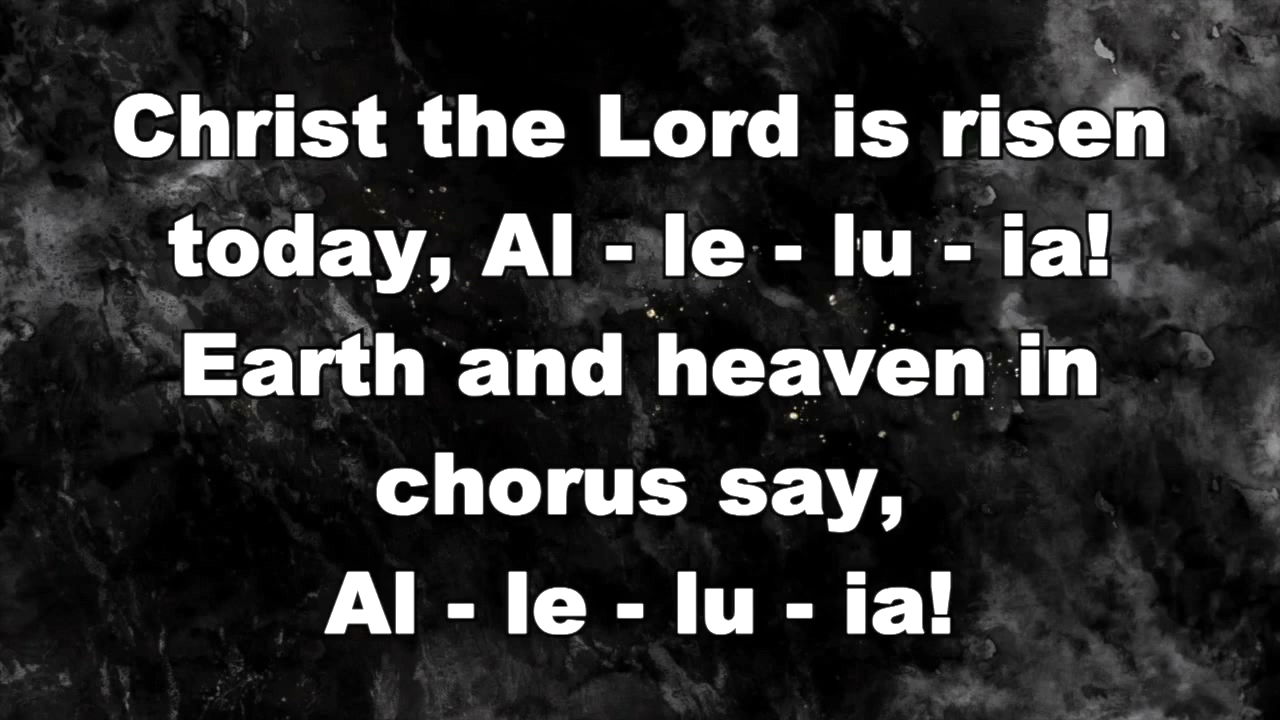 Christ the Lord is risen
today, Al - le - lu - ia!
Earth and heaven in
chorus say,
Al - le - lu - ia!